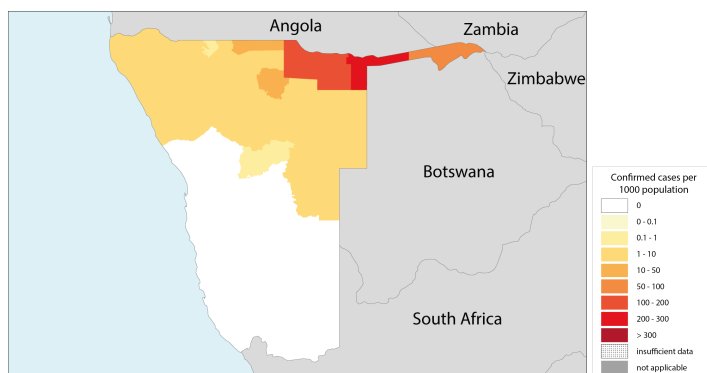 Angola
Zambia
Zimbabwe
Botswana
South Africa
Confirmed cases per
1000 population
0
0 - 0.1
0.1 - 1
1 - 10
10 - 50
50 - 100
100 - 200
200 - 300
> 300
insufficient data
not applicable